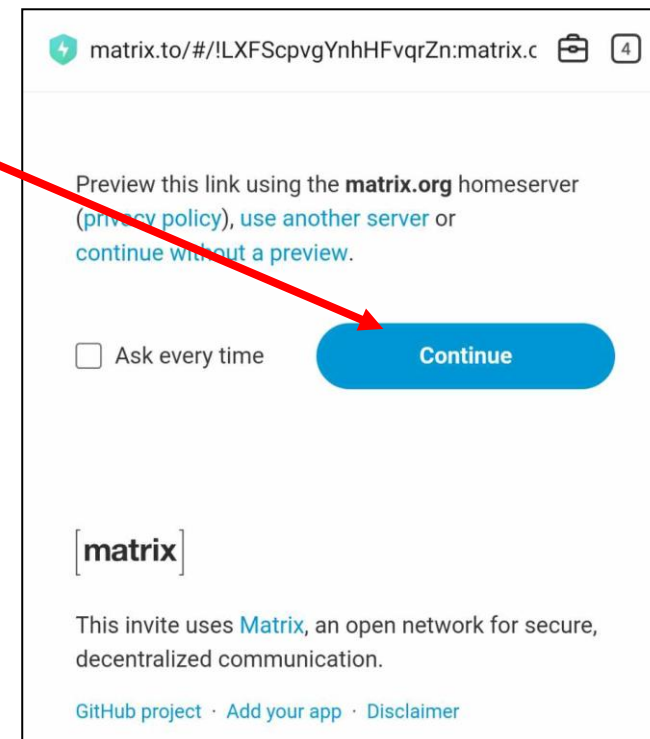 matrix.to/#/!LXFScpvgYnhHFvqrZn:matrix.c 4
Preview this link using the matrix.org homeserver
(privacy policy), use another server or
continue without a preview.
Ask every time Continue
[matrix]
This invite uses Matrix, an open network for secure,
decentralized communication.
GitHub project · Add your app · Disclaimer